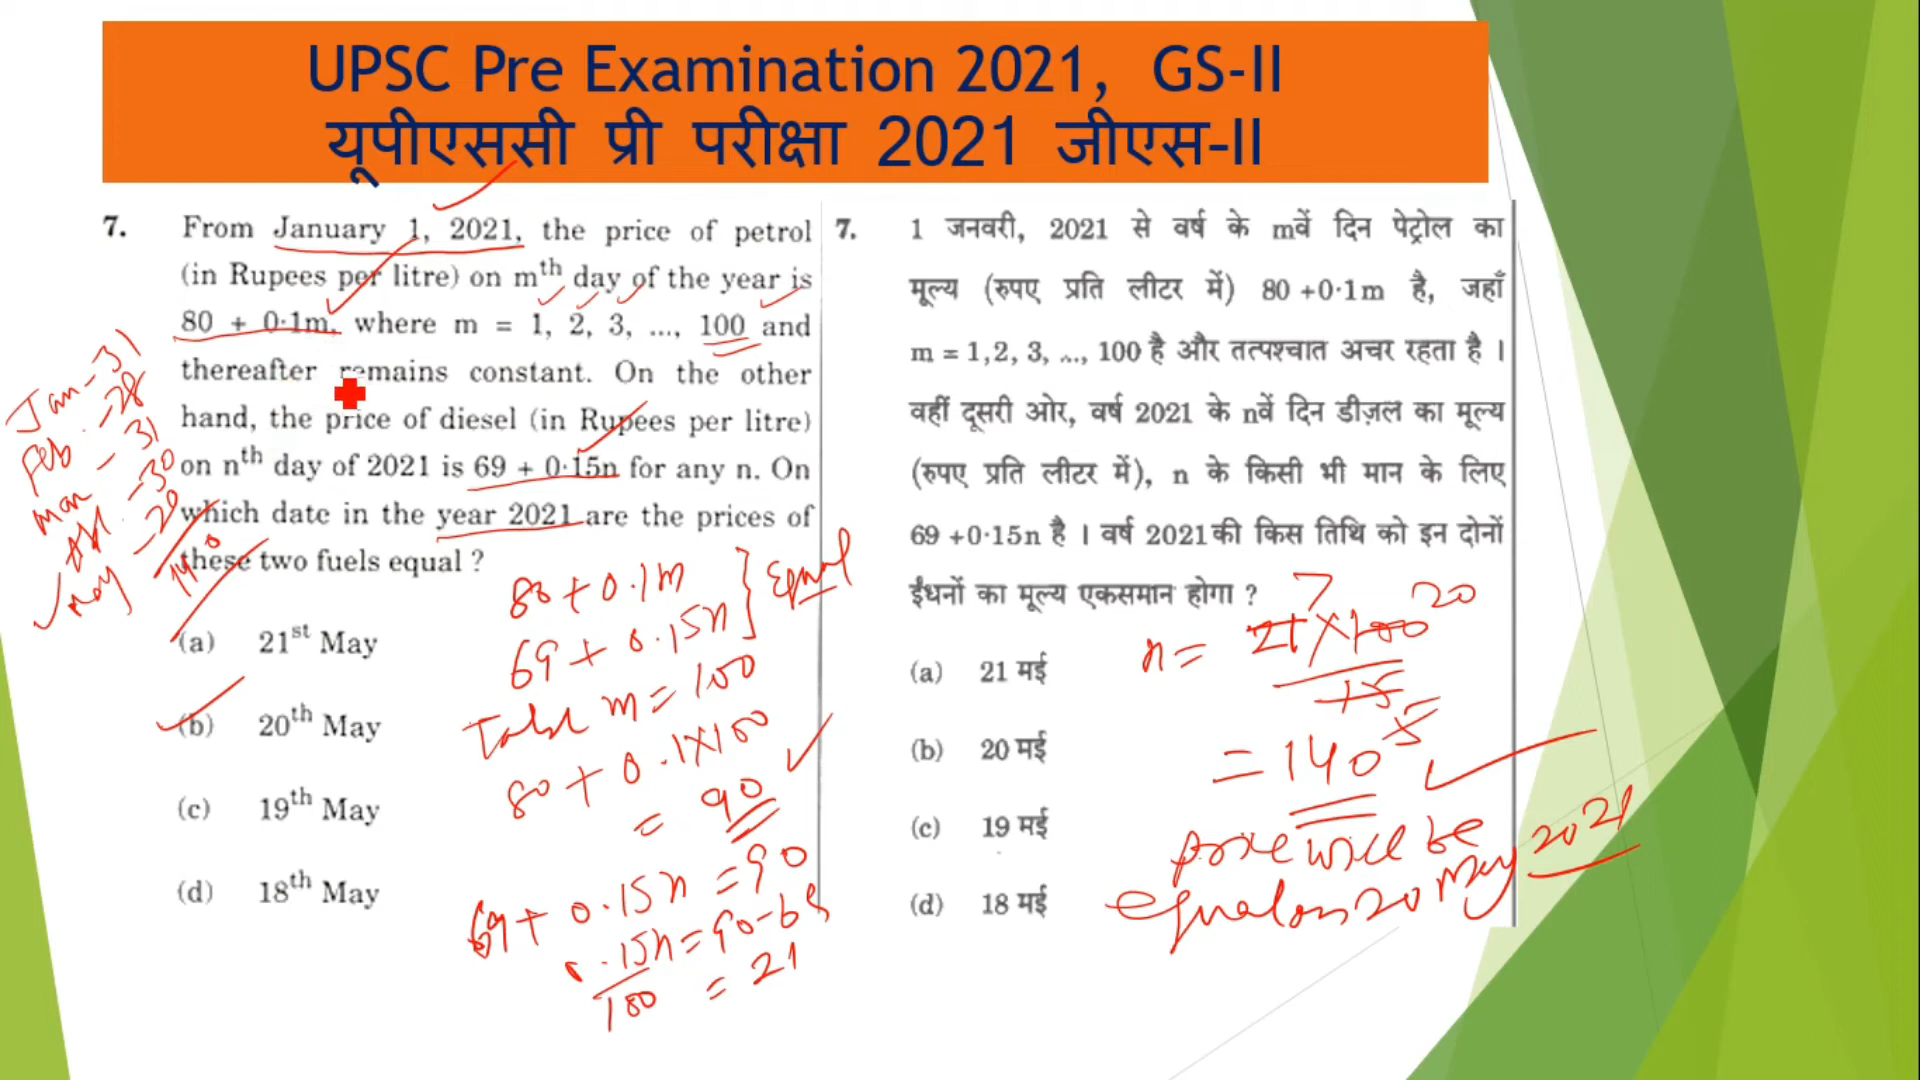 UPSC Pre Examination 2021, GS-II
यूपीएससी प्री परीक्षा 2021 जीएस-II
7. From January 1, 2021, the price of petrol
(in Rupees per litre) on mth day of the year is
80 + 0·1m, where m = 1, 2, 3, ..., 100 and
thereafter remains constant. On the other
hand, the price of diesel (in Rupees per litre)
on nth day of 2021 is 69 + 0·15n for any n. On
which date in the year 2021 are the prices of
these two fuels equal ?
(a) 21st May
(b) 20th May
(c) 19th May
(d) 18th May
7. 1 जनवरी, 2021 से वर्ष के mवें दिन पेट्रोल का
मूल्य (रुपए प्रति लीटर में) 80 +0·1m है, जहाँ
m = 1,2, 3, ..., 100 है और तत्पश्चात अचर रहता है ।
वहीं दूसरी ओर, वर्ष 2021 के nवें दिन डीज़ल का मूल्य
(रुपए प्रति लीटर में), n के किसी भी मान के लिए
69 +0·15n है । वर्ष 2021 की किस तिथि को इन दोनों
ईंधनों का मूल्य एकसमान होगा ?
(a) 21 मई
(b) 20 मई
(c) 19 मई
(d) 18 मई
Jan - 31
Feb - 28
Mar - 31
- 30
May - 20
140
80 + 0.1m
69 + 0.15n
Equal
Take m = 100
80 + 0.1x100
= 90
69 + 0.15n = 90
.15n = 90-69
100 = 21
7 20
n = 21x100
15
5
= 140
price will be
equal on 20 May 2021